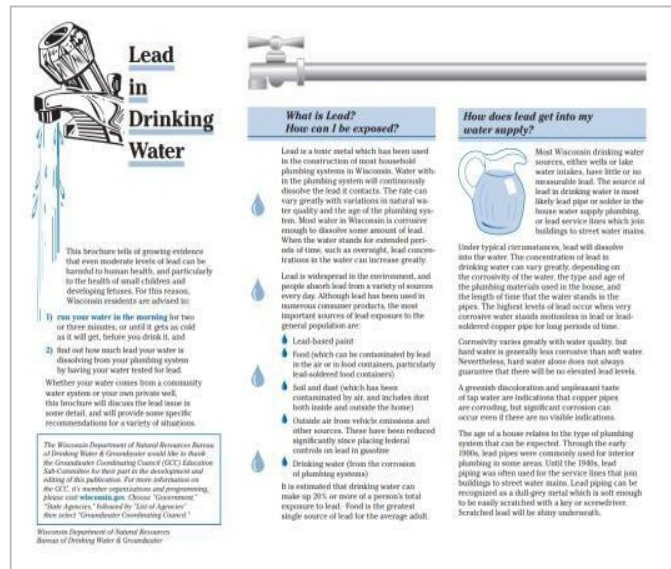 Lead
in
Drinking
Water
This brochure tells of growing evidence
that even moderate levels of lead can be
harmful to human health, and particularly
to the health of small children and
developing fetuses. For this reason,
Wisconsin residents are advised to:
1) run your water in the morning for two
or three minutes, or until it gets as cold
as it will get, before you drink it, and
2) find out how much lead your water is
dissolving from your plumbing system
by having your water tested for lead.
Whether your water comes from a community
water system or your own private well,
this brochure will discuss the lead issue in
some detail, and will provide some specific
recommendations for a variety of situations.
The Wisconsin Department of Natural Resources Bureau
of Drinking Water & Groundwater would like to thank
the Groundwater Coordinating Council (GCC) Education
Sub-Committee for their part in the development and
editing of this publication. For more information on
the GCC, it's member organizations and programming,
please visit wisconsin.gov. Choose "Government,"
"State Agencies," followed by "List of Agencies"
then select "Groundwater Coordinating Council."
Wisconsin Department of Natural Resources
Bureau of Drinking Water & Groundwater
What is Lead?
How can I be exposed?
Lead is a toxic metal which has been used
in the construction of most household
plumbing systems in Wisconsin. Water with-
in the plumbing system will continuously
dissolve the lead it contacts. The rate can
vary greatly with variations in natural wa-
ter quality and the age of the plumbing sys-
tem. Most water in Wisconsin is corrosive
enough to dissolve some amount of lead.
When the water stands for extended peri-
ods of time, such as overnight, lead concen-
trations in the water can increase greatly.
Lead is widespread in the environment, and
people absorb lead from a variety of sources
every day. Although lead has been used in
numerous consumer products, the most
important sources of lead exposure to the
general population are:
Lead-based paint
Food (which can be contaminated by lead
in the air or in food containers, particularly
lead-soldered food containers)
Soil and dust (which has been
contaminated by air, and includes dust
both inside and outside the home)
Outside air from vehicle emissions and
other sources. These have been reduced
significantly since placing federal
controls on lead in gasoline
Drinking water (from the corrosion
of plumbing systems)
It is estimated that drinking water can
make up 20% or more of a person's total
exposure to lead. Food is the greatest
single source of lead for the average adult.
How does lead get into my
water supply?
Most Wisconsin drinking water
sources, either wells or lake
water intakes, have little or no
measurable lead. The source of
lead in drinking water is most
likely lead pipe or solder in the
house water supply plumbing,
or lead service lines which join
buildings to street water mains.
Under typical circumstances, lead will dissolve
into the water. The concentration of lead in
drinking water can vary greatly, depending
on the corrosivity of the water, the type and age of
the plumbing materials used in the house, and
the length of time that the water stands in the
pipes. The highest levels of lead occur when very
corrosive water stands motionless in lead or lead-
soldered copper pipe for long periods of time.
Corrosivity varies greatly with water quality, but
hard water is generally less corrosive than soft water.
Nevertheless, hard water alone does not always
guarantee that there will be no elevated lead levels.
A greenish discoloration and unpleasant taste
of tap water are indications that copper pipes
are corroding, but significant corrosion can
occur even if there are no visible indications.
The age of a house relates to the type of plumbing
system that can be expected. Through the early
1900s, lead pipes were commonly used for interior
plumbing in some areas. Until the 1940s, lead
piping was often used for the service lines that join
buildings to street water mains. Lead piping can be
recognized as a dull-grey metal which is soft enough
to be easily scratched with a key or screwdriver.
Scratched lead will be shiny underneath.